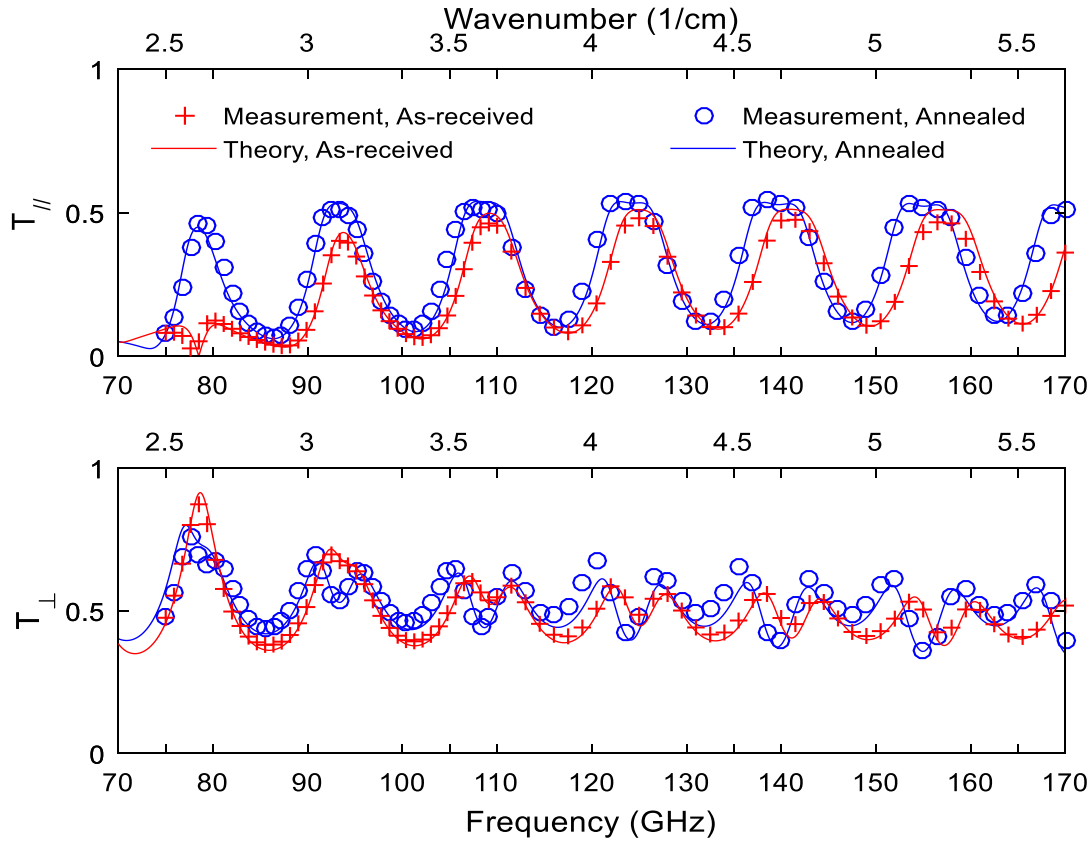 Wavenumber (1/cm)
2.5 3 3.5 4 4.5 5 5.5
1
Measurement, As-received Measurement, Annealed
Theory, As-received Theory, Annealed
T//
0.5
0
70 80 90 100 110 120 130 140 150 160 170
2.5 3 3.5 4 4.5 5 5.5
1
T⊥
0.5
0
70 80 90 100 110 120 130 140 150 160 170
Frequency (GHz)